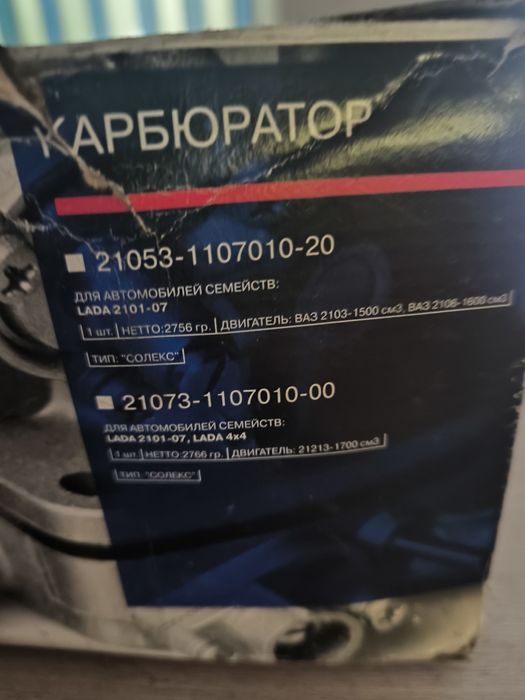 КАРБЮРАТОР
21053-1107010-20
ДЛЯ АВТОМОБИЛЕЙ СЕМЕЙСТВ:
LADA 2101-07
1 шт. НЕТТО:2756 гр. ДВИГАТЕЛЬ: ВАЗ 2103-1500 см3, ВАЗ 2106-1600 см3
ТИП: "СОЛЕКС"
21073-1107010-00
ДЛЯ АВТОМОБИЛЕЙ СЕМЕЙСТВ:
LADA 2101-07, LADA 4x4
1 шт. НЕТТО:2766 гр. ДВИГАТЕЛЬ: 21213-1700 см3
ТИП: "СОЛЕКС"